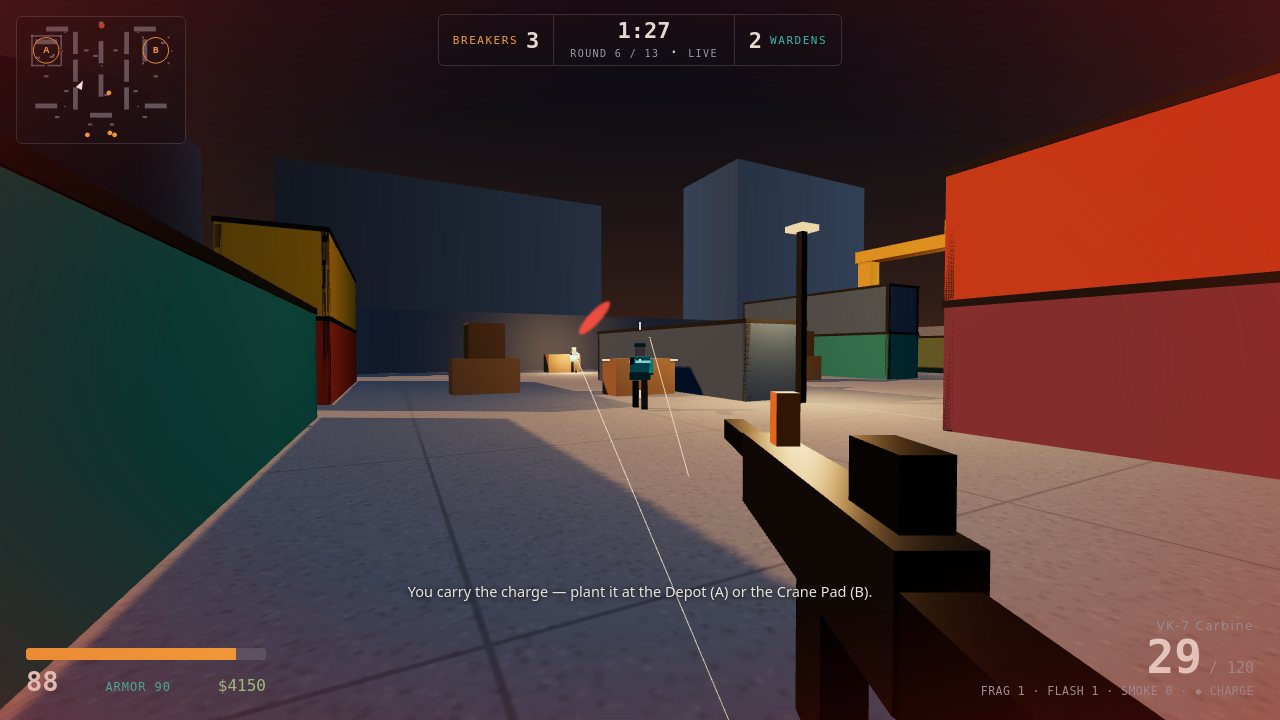 A
B
BREAKERS 3
1:27
ROUND 6 / 13 • LIVE
2 WARDENS
You carry the charge — plant it at the Depot (A) or the Crane Pad (B).
88
ARMOR 90
$4150
VK-7 Carbine
29 / 120
FRAG 1 · FLASH 1 · SMOKE 0 · ◆ CHARGE